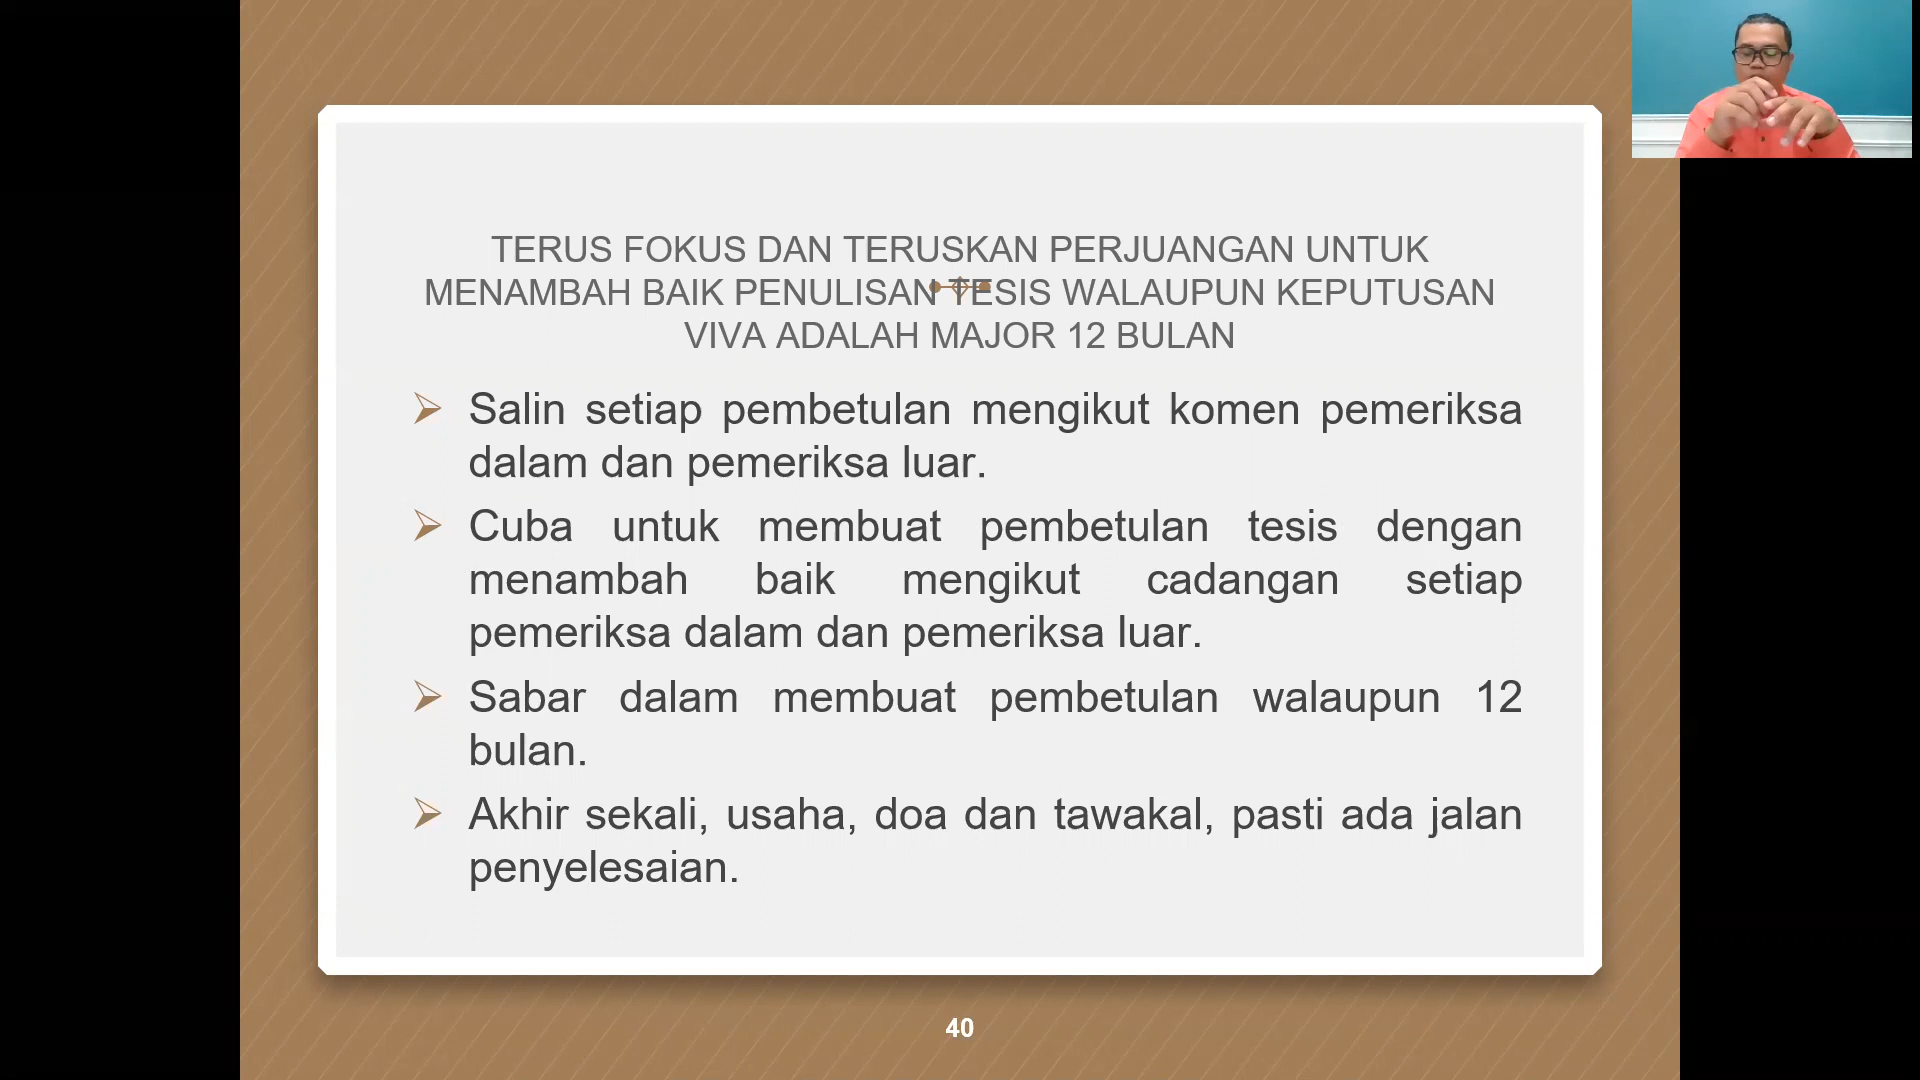 TERUS FOKUS DAN TERUSKAN PERJUANGAN UNTUK
MENAMBAH BAIK PENULISAN TESIS WALAUPUN KEPUTUSAN
VIVA ADALAH MAJOR 12 BULAN
Salin setiap pembetulan mengikut komen pemeriksa
dalam dan pemeriksa luar.
Cuba untuk membuat pembetulan tesis dengan
menambah baik mengikut cadangan setiap
pemeriksa dalam dan pemeriksa luar.
Sabar dalam membuat pembetulan walaupun 12
bulan.
Akhir sekali, usaha, doa dan tawakal, pasti ada jalan
penyelesaian.
40